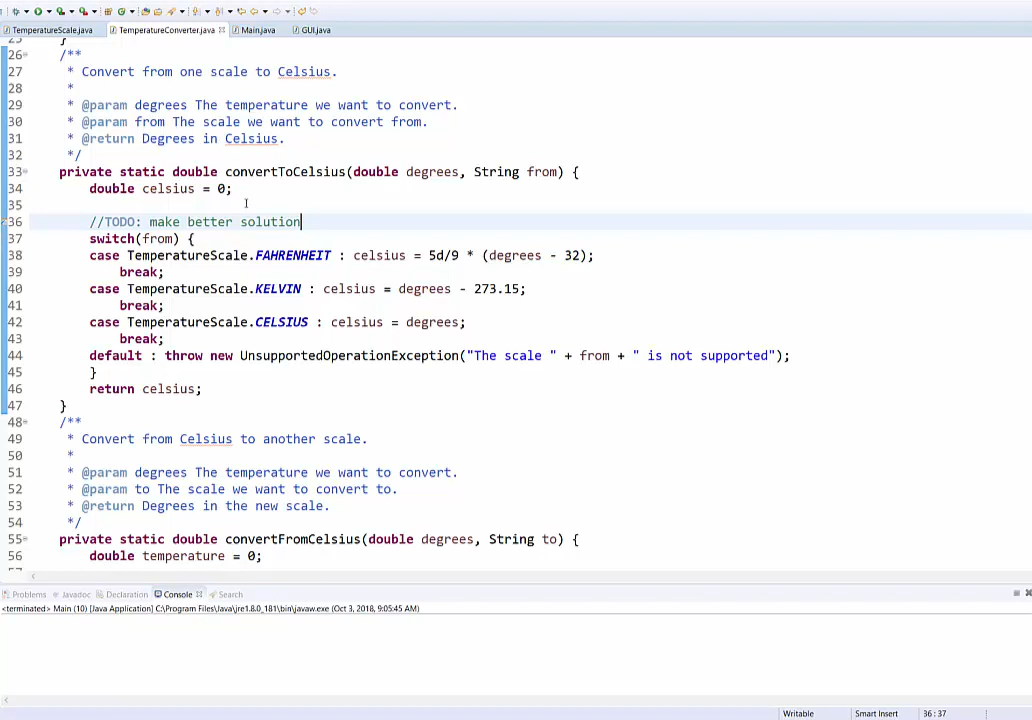 TemperatureScale.java TemperatureConverter.java Main.java GUI.java
25 }
26 /**
27 * Convert from one scale to Celsius.
28 *
29 * @param degrees The temperature we want to convert.
30 * @param from The scale we want to convert from.
31 * @return Degrees in Celsius.
32 */
33 private static double convertToCelsius(double degrees, String from) {
34 double celsius = 0;
35
36 //TODO: make better solution
37 switch(from) {
38 case TemperatureScale.FAHRENHEIT : celsius = 5d/9 * (degrees - 32);
39 break;
40 case TemperatureScale.KELVIN : celsius = degrees - 273.15;
41 break;
42 case TemperatureScale.CELSIUS : celsius = degrees;
43 break;
44 default : throw new UnsupportedOperationException("The scale " + from + " is not supported");
45 }
46 return celsius;
47 }
48 /**
49 * Convert from Celsius to another scale.
50 *
51 * @param degrees The temperature we want to convert.
52 * @param to The scale we want to convert to.
53 * @return Degrees in the new scale.
54 */
55 private static double convertFromCelsius(double degrees, String to) {
56 double temperature = 0;
Problems Javadoc Declaration Console Search
<terminated> Main (10) [Java Application] C:\Program Files\Java\jre1.8.0_181\bin\javaw.exe (Oct 3, 2018, 9:05:45 AM)
Writable Smart Insert 36 : 37